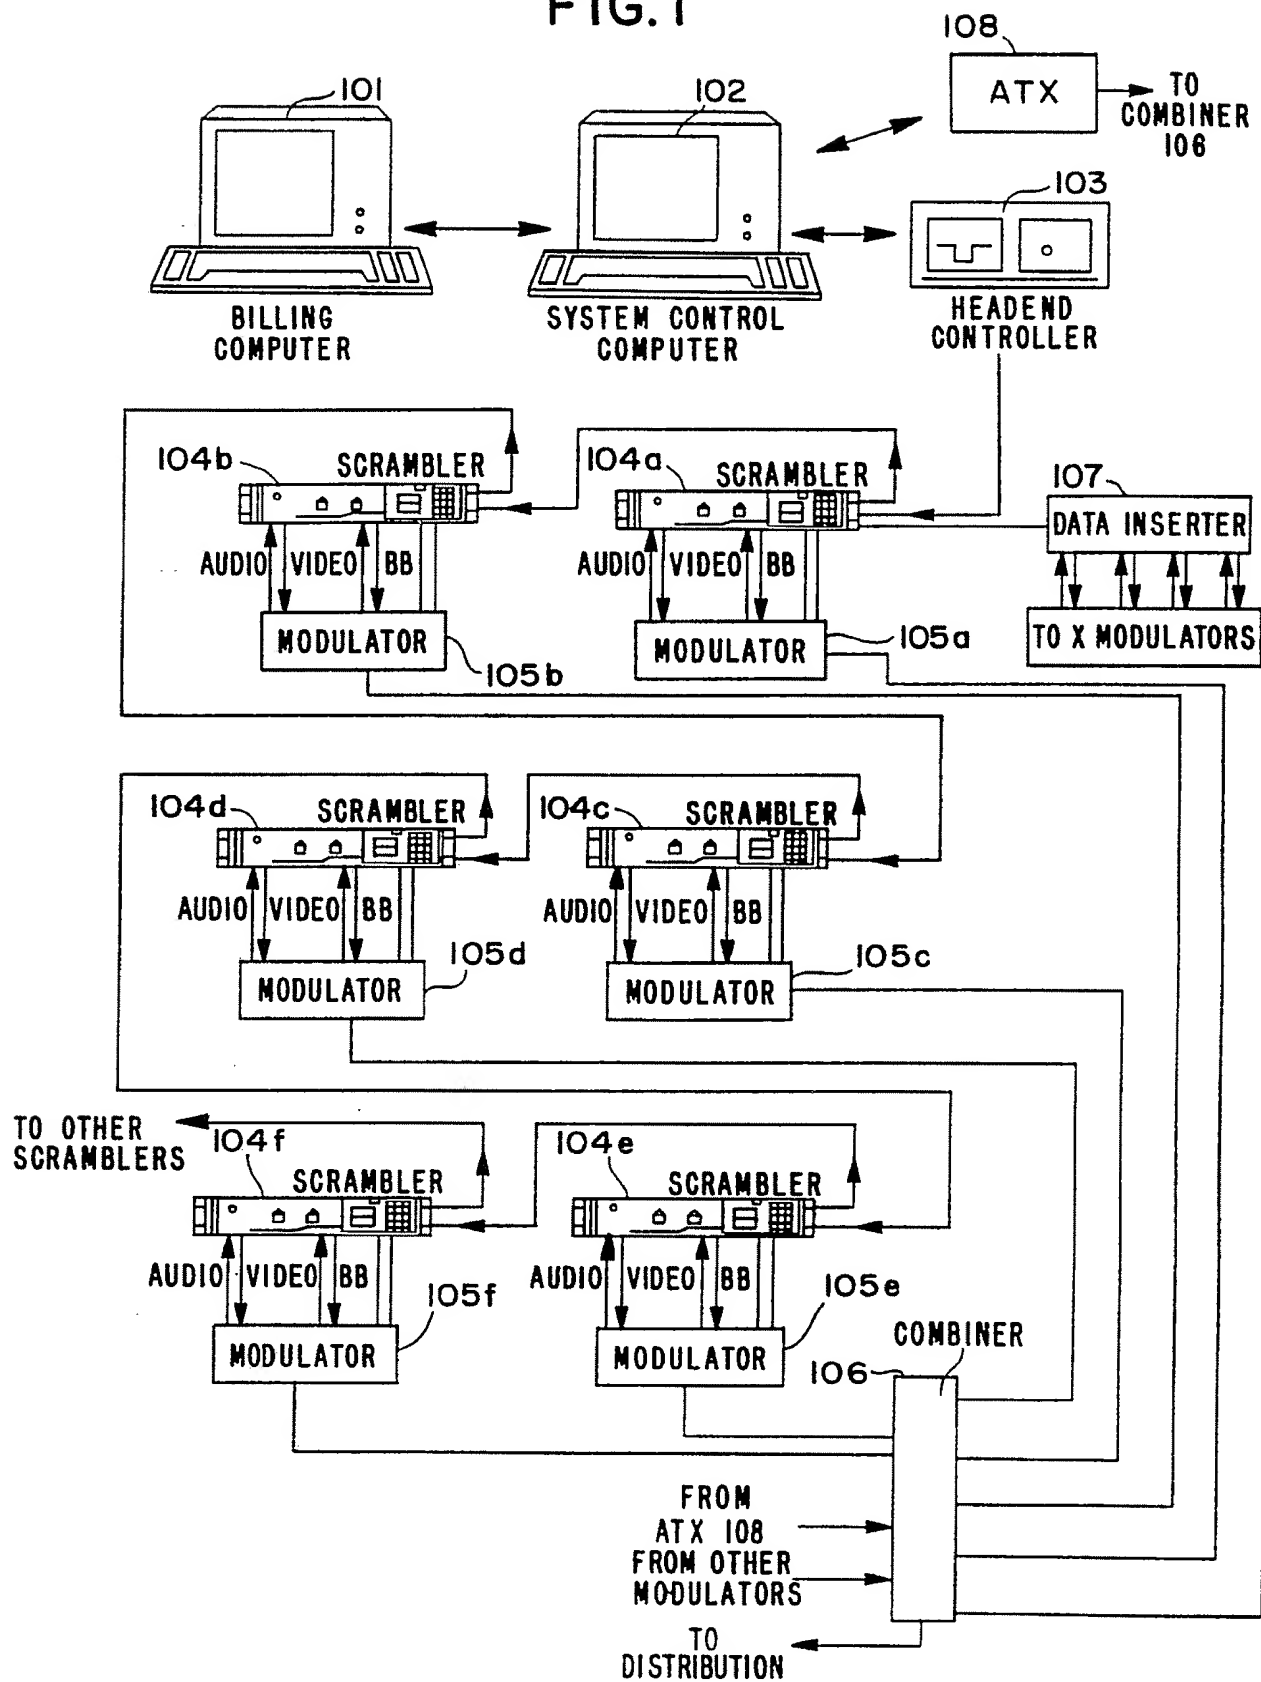 FIG. 1
108
ATX
TO
COMBINER
106
101
102
103
BILLING
COMPUTER
SYSTEM CONTROL
COMPUTER
HEADEND
CONTROLLER
104b
SCRAMBLER
104a
SCRAMBLER
107
DATA INSERTER
AUDIO
VIDEO
BB
AUDIO
VIDEO
BB
MODULATOR
105b
MODULATOR
105a
TO X MODULATORS
104d
SCRAMBLER
104c
SCRAMBLER
AUDIO
VIDEO
BB
AUDIO
VIDEO
BB
105d
MODULATOR
105c
MODULATOR
TO OTHER
SCRAMBLERS
104f
SCRAMBLER
104e
SCRAMBLER
AUDIO
VIDEO
BB
AUDIO
VIDEO
BB
105f
MODULATOR
105e
MODULATOR
COMBINER
106
FROM
ATX 108
FROM OTHER
MODULATORS
TO
DISTRIBUTION